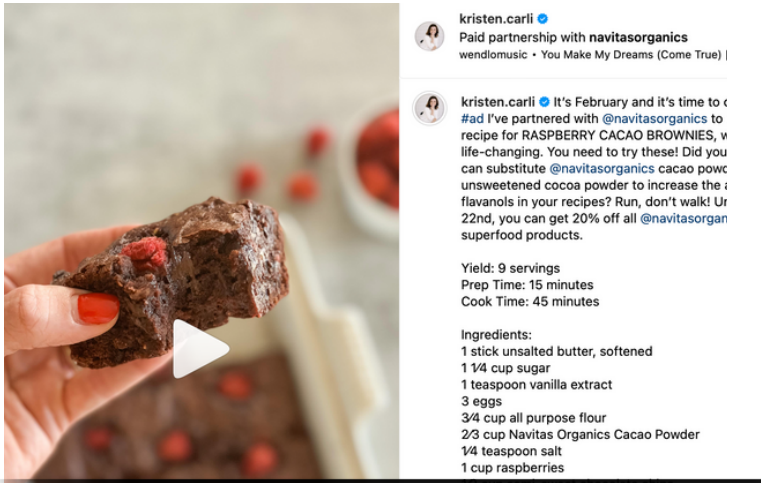 kristen.carli
Paid partnership with navitasorganics
wendlomusic • You Make My Dreams (Come True) |
kristen.carli It's February and it's time to
#ad I've partnered with @navitasorganics to
recipe for RASPBERRY CACAO BROWNIES,
life-changing. You need to try these! Did you
can substitute @navitasorganics cacao
unsweetened cocoa powder to increase the
flavanols in your recipes? Run, don't walk!
22nd, you can get 20% off all
superfood products.
Yield: 9 servings
Prep Time: 15 minutes
Cook Time: 45 minutes
Ingredients:
1 stick unsalted butter, softened
1 1⁄4 cup sugar
1 teaspoon vanilla extract
3 eggs
3⁄4 cup all purpose flour
2⁄3 cup Navitas Organics Cacao Powder
1⁄4 teaspoon salt
1 cup raspberries